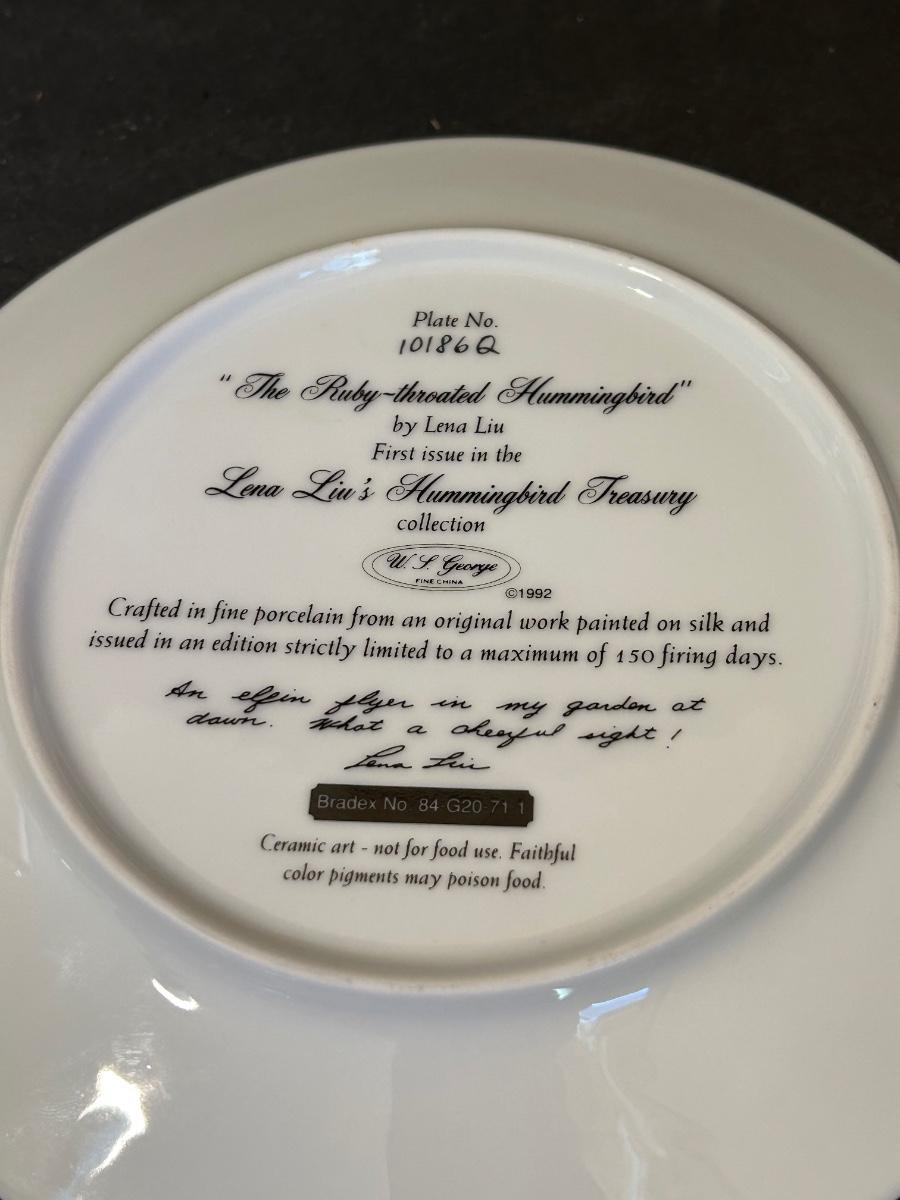 Plate No.
10186Q
"The Ruby-throated Hummingbird"
by Lena Liu
First issue in the
Lena Liu's Hummingbird Treasury
collection
W. S. George
FINE CHINA
©1992
Crafted in fine porcelain from an original work painted on silk and
issued in an edition strictly limited to a maximum of 150 firing days.
An elfin flyer in my garden at
dawn. What a cheerful sight!
Lena Liu
Bradex No. 84-G20-71.1
Ceramic art - not for food use. Faithful
color pigments may poison food.